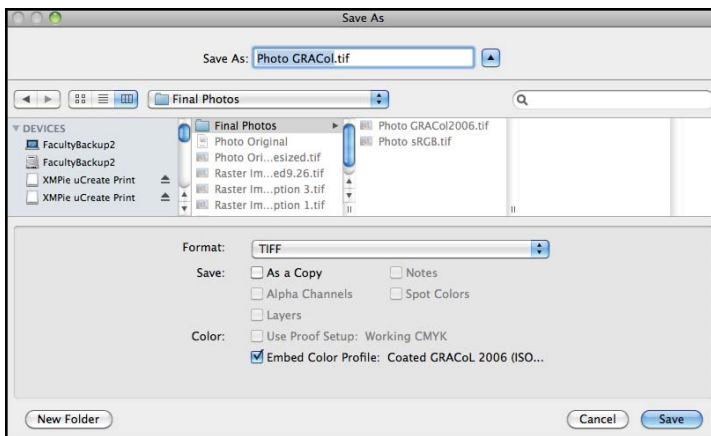 Save As
Save As: Photo GRACol.tif
Final Photos
DEVICES
FacultyBackup2
FacultyBackup2
XMPie uCreate Print
XMPie uCreate Print
Final Photos
Photo Original
Photo Ori...esized.tif
Raster Im...ed9.26.tif
Raster Im...ption 3.tif
Raster Im...ption 1.tif
Photo GRACol2006.tif
Photo sRGB.tif
Format: TIFF
Save: As a Copy Notes
Alpha Channels Spot Colors
Layers
Color: Use Proof Setup: Working CMYK
Embed Color Profile: Coated GRACoL 2006 (ISO...
New Folder Cancel Save